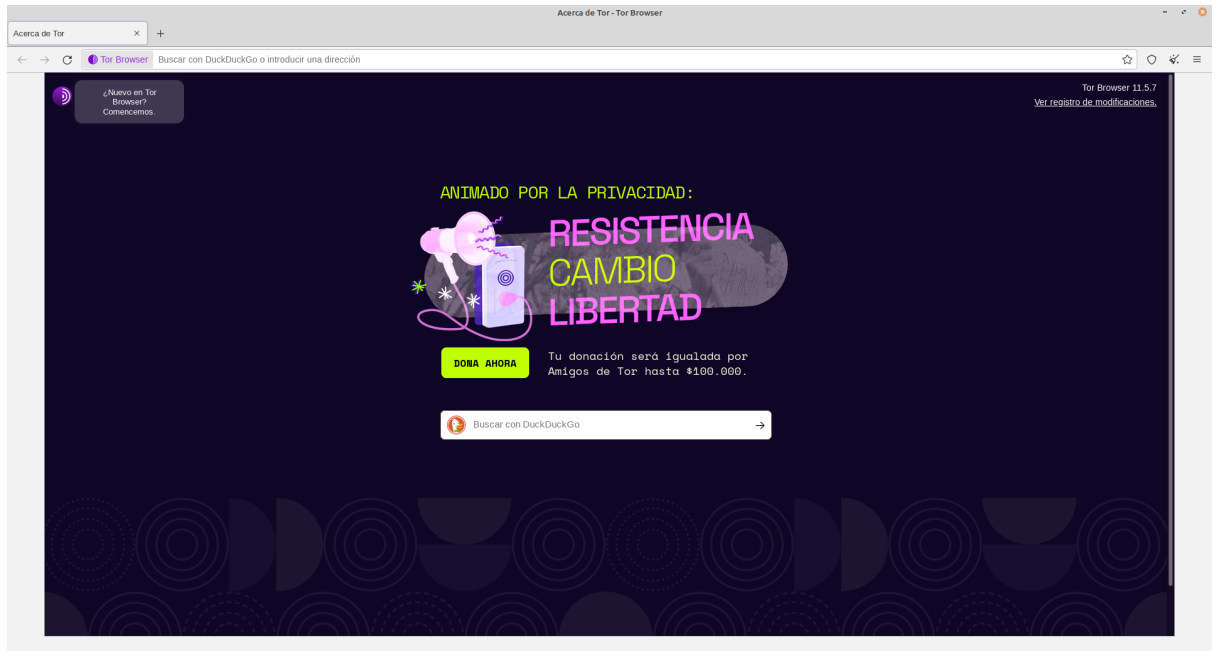 Acerca de Tor - Tor Browser
Acerca de Tor
Tor Browser Buscar con DuckDuckGo o introducir una dirección
¿Nuevo en Tor
Browser?
Comencemos.
Tor Browser 11.5.7
Ver registro de modificaciones.
ANIMADO POR LA PRIVACIDAD:
RESISTENCIA
CAMBIO
LIBERTAD
DONA AHORA
Tu donación será igualada por
Amigos de Tor hasta $100.000.
Buscar con DuckDuckGo